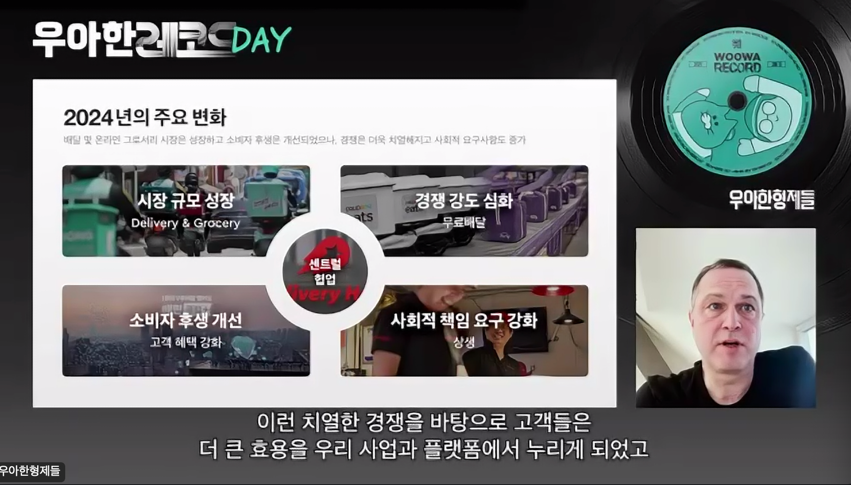 우아한레코드DAY
2024년의 주요 변화
배달 및 온라인 그로서리 시장은 성장하고 소비자 후생은 개선되었으나, 경쟁은 더욱 치열해지고 사회적 요구사항도 증가
시장 규모 성장
Delivery & Grocery
경쟁 강도 심화
무료배달
eats
센트럴
협업
ivery H
소비자 후생 개선
고객 혜택 강화
사회적 책임 요구 강화
상생
WOOWA
RECORD
우아한형제들
이런 치열한 경쟁을 바탕으로 고객들은
더 큰 효용을 우리 사업과 플랫폼에서 누리게 되었고
우아한형제들